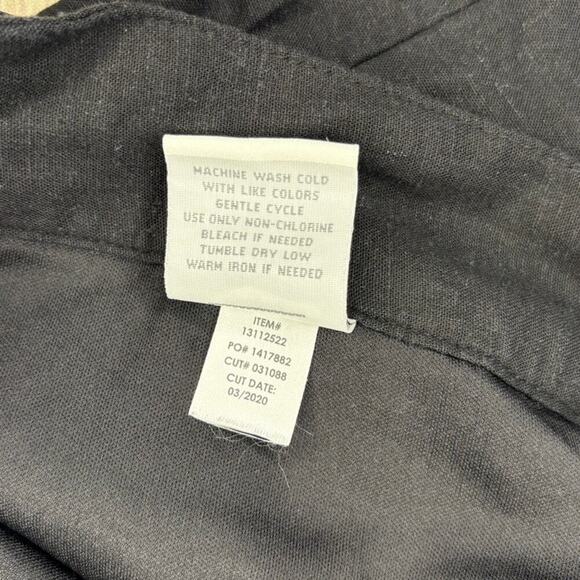 MACHINE WASH COLD
WITH LIKE COLORS
GENTLE CYCLE
USE ONLY NON-CHLORINE
BLEACH IF NEEDED
TUMBLE DRY LOW
WARM IRON IF NEEDED
ITEM#
13112522
PO# 1417882
CUT# 031088
CUT DATE:
03/2020